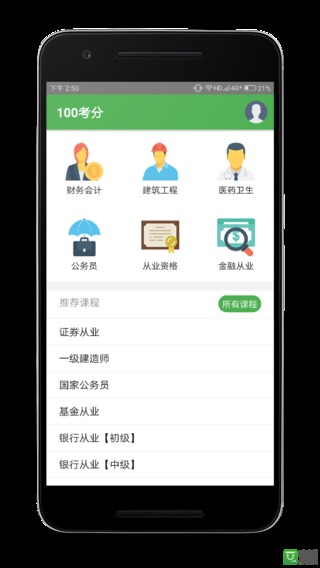 下午 2:50
HD 4G+ 21%
100考分
财务会计 建筑工程 医药卫生
公务员 从业资格 金融从业
推荐课程 所有课程
证券从业
一级建造师
国家公务员
基金从业
银行从业【初级】
银行从业【中级】